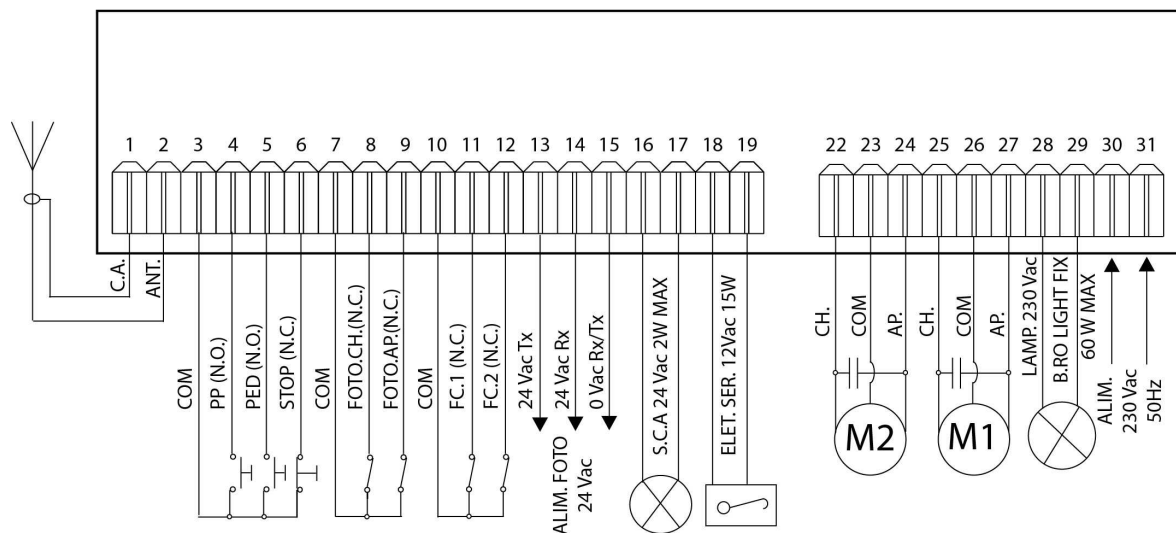 1 2 3 4 5 6 7 8 9 10 11 12 13 14 15 16 17 18 19 22 23 24 25 26 27 28 29 30 31
C.A.
ANT.
COM
PP (N.O.)
PED (N.O.)
STOP (N.C.)
COM
FOTO.CH.(N.C.)
FOTO.AP.(N.C.)
COM
FC.1 (N.C.)
FC.2 (N.C.)
24 Vac Tx
24 Vac Rx
0 Vac Rx/Tx
ALIM. FOTO
24 Vac
S.C.A 24 Vac 2W MAX
ELET. SER. 12Vac 15W
CH.
COM
AP.
CH.
COM
AP.
LAMP. 230 Vac
B.RO LIGHT FIX
60 W MAX
ALIM.
230 Vac
50Hz
M2
M1